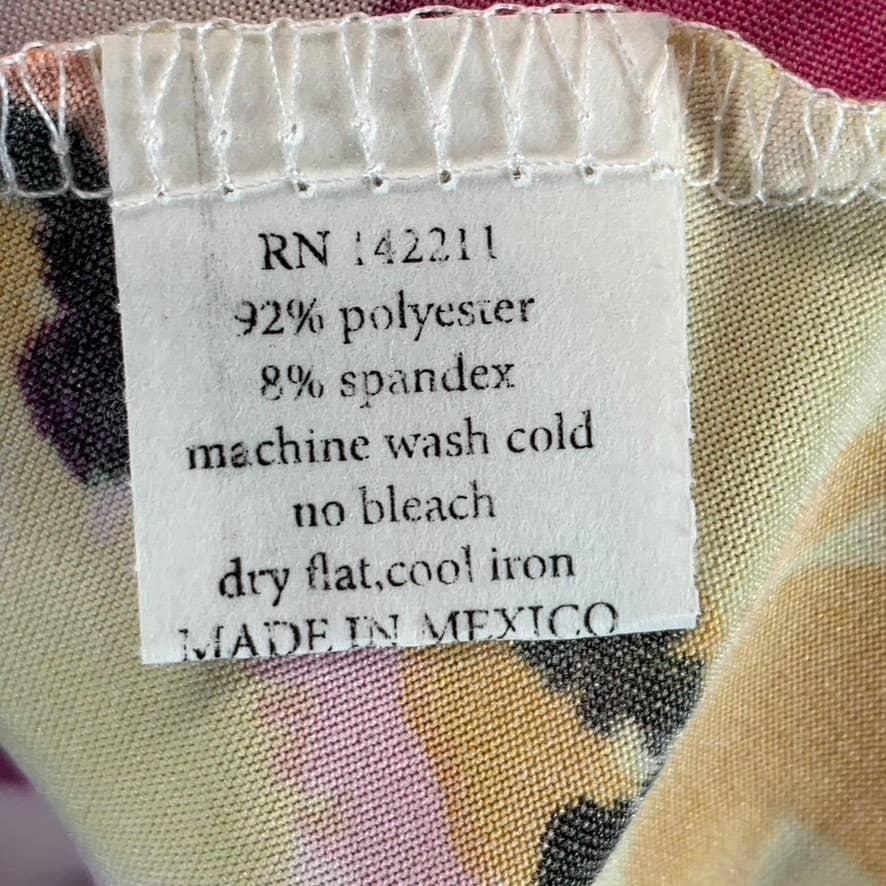 RN 142211
92% polyester
8% spandex
machine wash cold
no bleach
dry flat,cool iron
MADE IN MEXICO